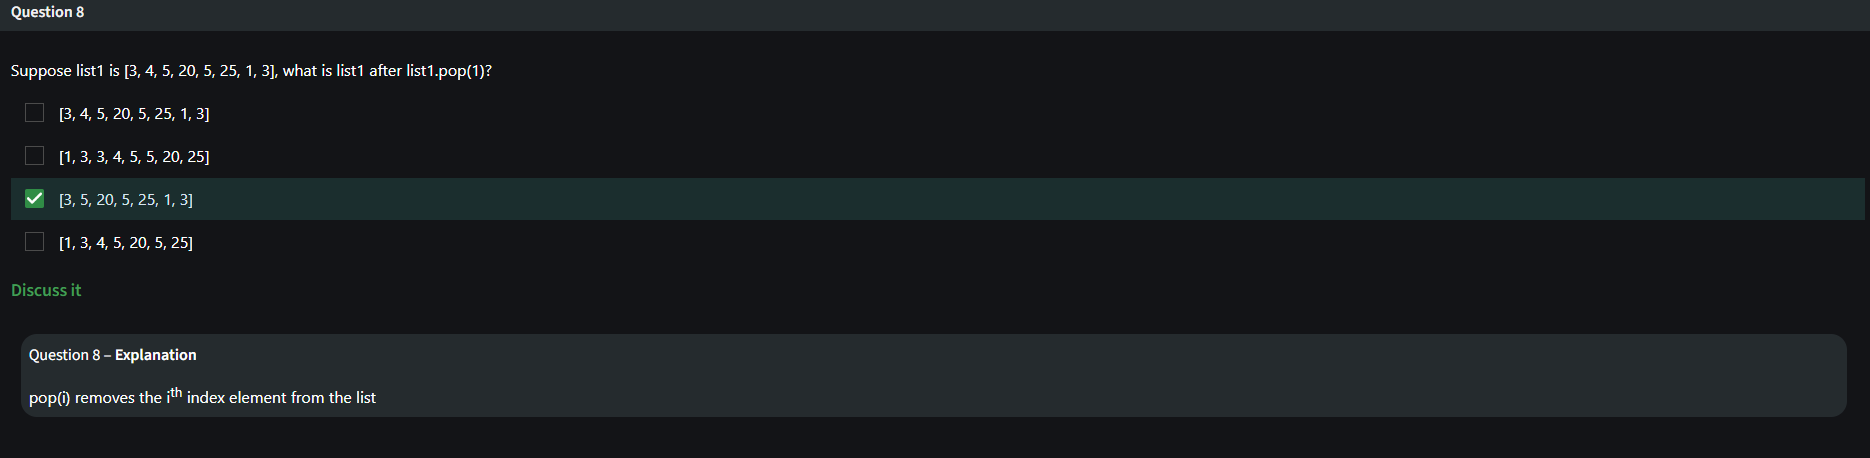 Question 8
Suppose list1 is [3, 4, 5, 20, 5, 25, 1, 3], what is list1 after list1.pop(1)?
[3, 4, 5, 20, 5, 25, 1, 3]
[1, 3, 3, 4, 5, 5, 20, 25]
[3, 5, 20, 5, 25, 1, 3]
[1, 3, 4, 5, 20, 5, 25]
Discuss it
Question 8 – Explanation
pop(i) removes the ith index element from the list